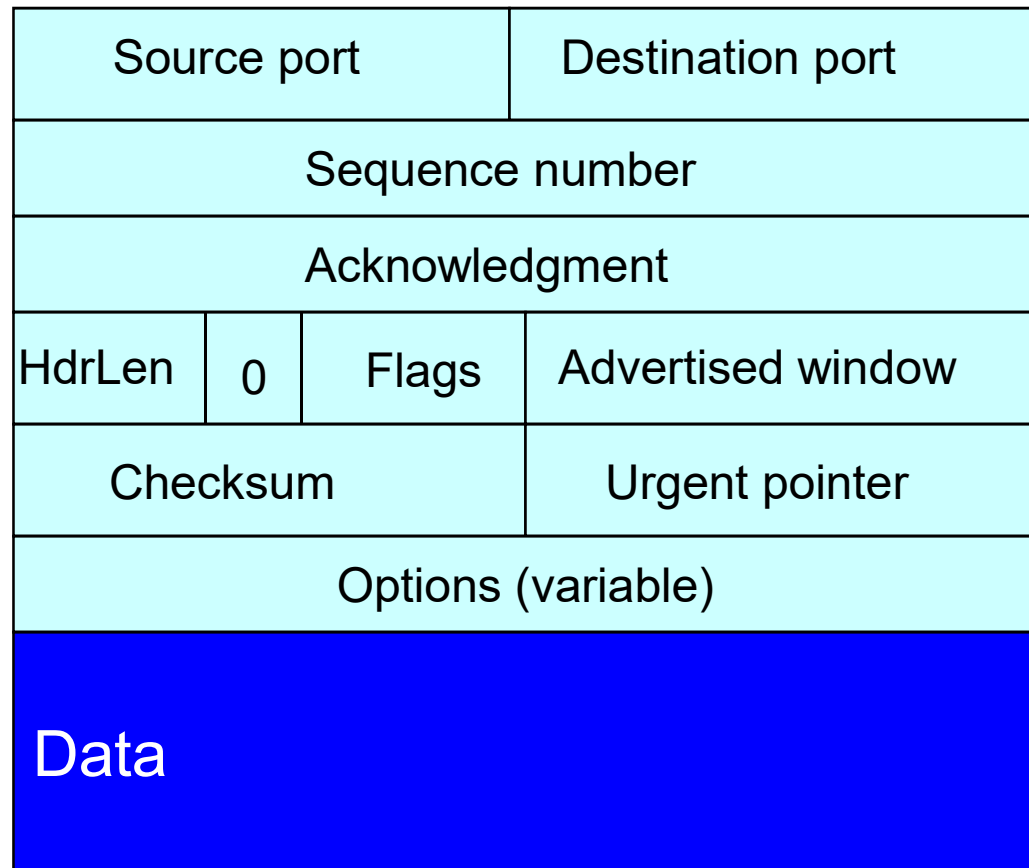 Source port
Destination port
Sequence number
Acknowledgment
HdrLen
0
Flags
Advertised window
Checksum
Urgent pointer
Options (variable)
Data